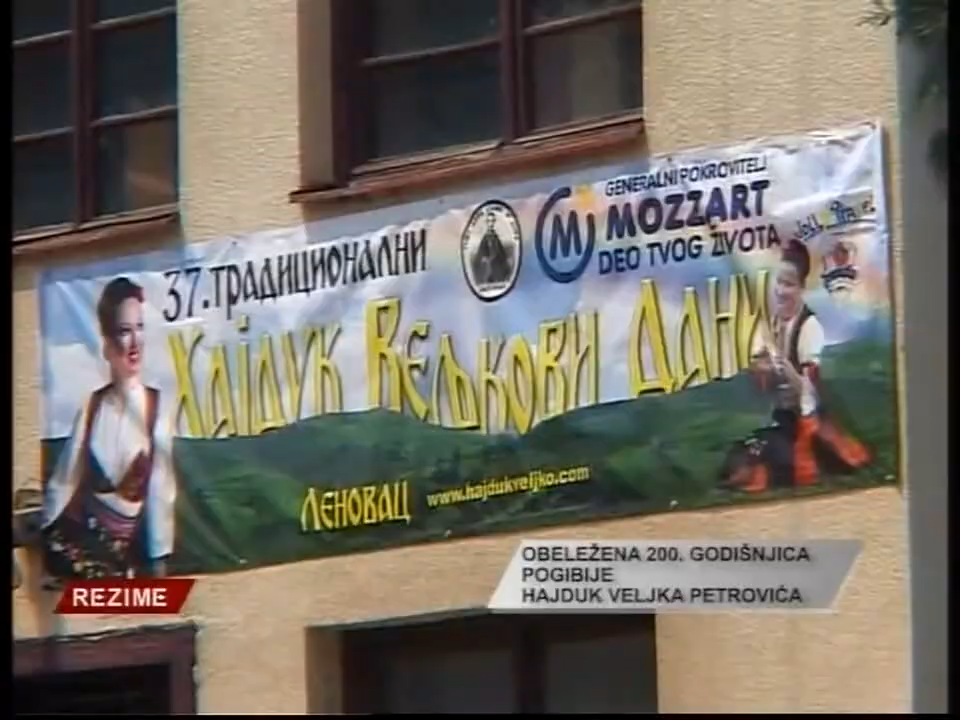 37. ТРАДИЦИОНАЛНИ
GENERALNI POKROVITELJ
MOZZART
DEO TVOG ŽIVOTA
ХАЈДУК ВЕЉКОВИ ДАНИ
ЛЕНОВАЦ www.hajdukveljko.com
REZIME
OBELEŽENA 200. GODIŠNJICA
POGIBIJE
HAJDUK VELJKA PETROVIĆA